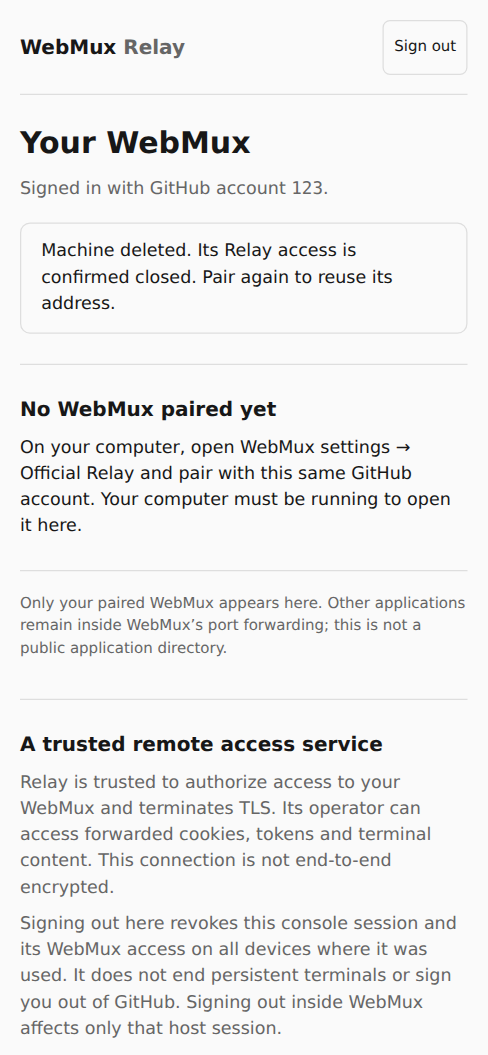 WebMux Relay
Sign out
Your WebMux
Signed in with GitHub account 123.
Machine deleted. Its Relay access is
confirmed closed. Pair again to reuse its
address.
No WebMux paired yet
On your computer, open WebMux settings →
Official Relay and pair with this same GitHub
account. Your computer must be running to open
it here.
Only your paired WebMux appears here. Other applications
remain inside WebMux’s port forwarding; this is not a
public application directory.
A trusted remote access service
Relay is trusted to authorize access to your
WebMux and terminates TLS. Its operator can
access forwarded cookies, tokens and terminal
content. This connection is not end-to-end
encrypted.
Signing out here revokes this console session and
its WebMux access on all devices where it was
used. It does not end persistent terminals or sign
you out of GitHub. Signing out inside WebMux
affects only that host session.